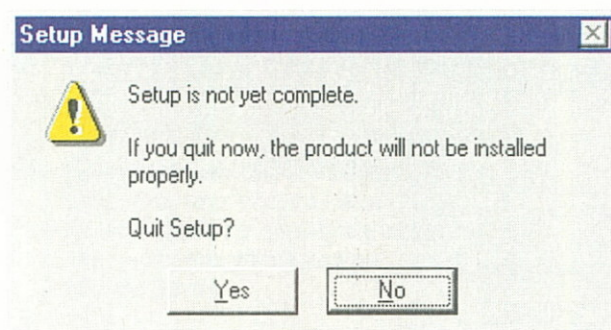 Setup Message
Setup is not yet complete.
If you quit now, the product will not be installed
properly.
Quit Setup?
Yes
No